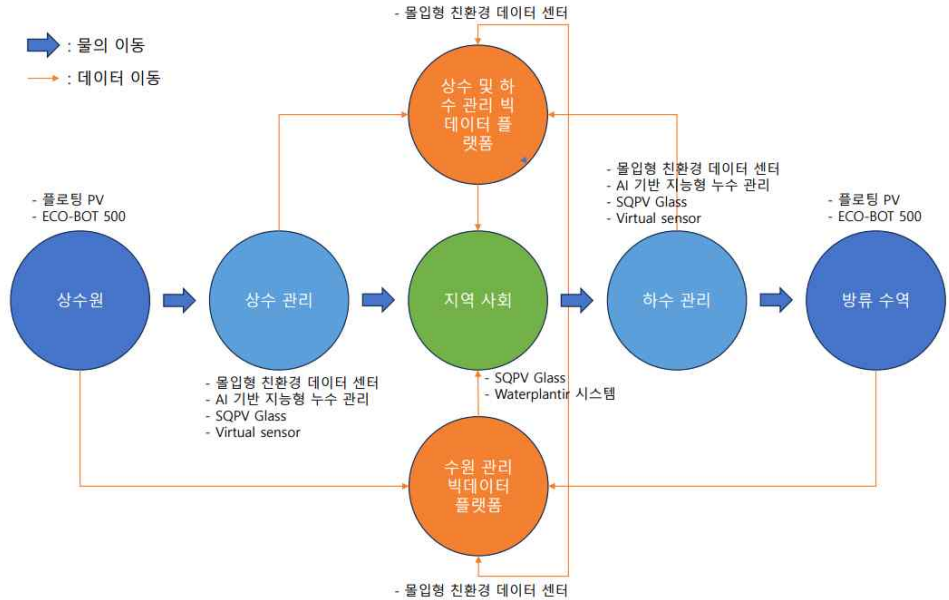 - 몰입형 친환경 데이터 센터
: 물의 이동
: 데이터 이동
상수 및 하
수 관리 빅
데이터 플
랫폼
- 플로팅 PV
- ECO-BOT 500
- 몰입형 친환경 데이터 센터
- AI 기반 지능형 누수 관리
- SQPV Glass
- Virtual sensor
- 플로팅 PV
- ECO-BOT 500
상수원
상수 관리
지역 사회
하수 관리
방류 수역
- 몰입형 친환경 데이터 센터
- AI 기반 지능형 누수 관리
- SQPV Glass
- Virtual sensor
- SQPV Glass
- Waterplantir 시스템
수원 관리
빅데이터
플랫폼
- 몰입형 친환경 데이터 센터